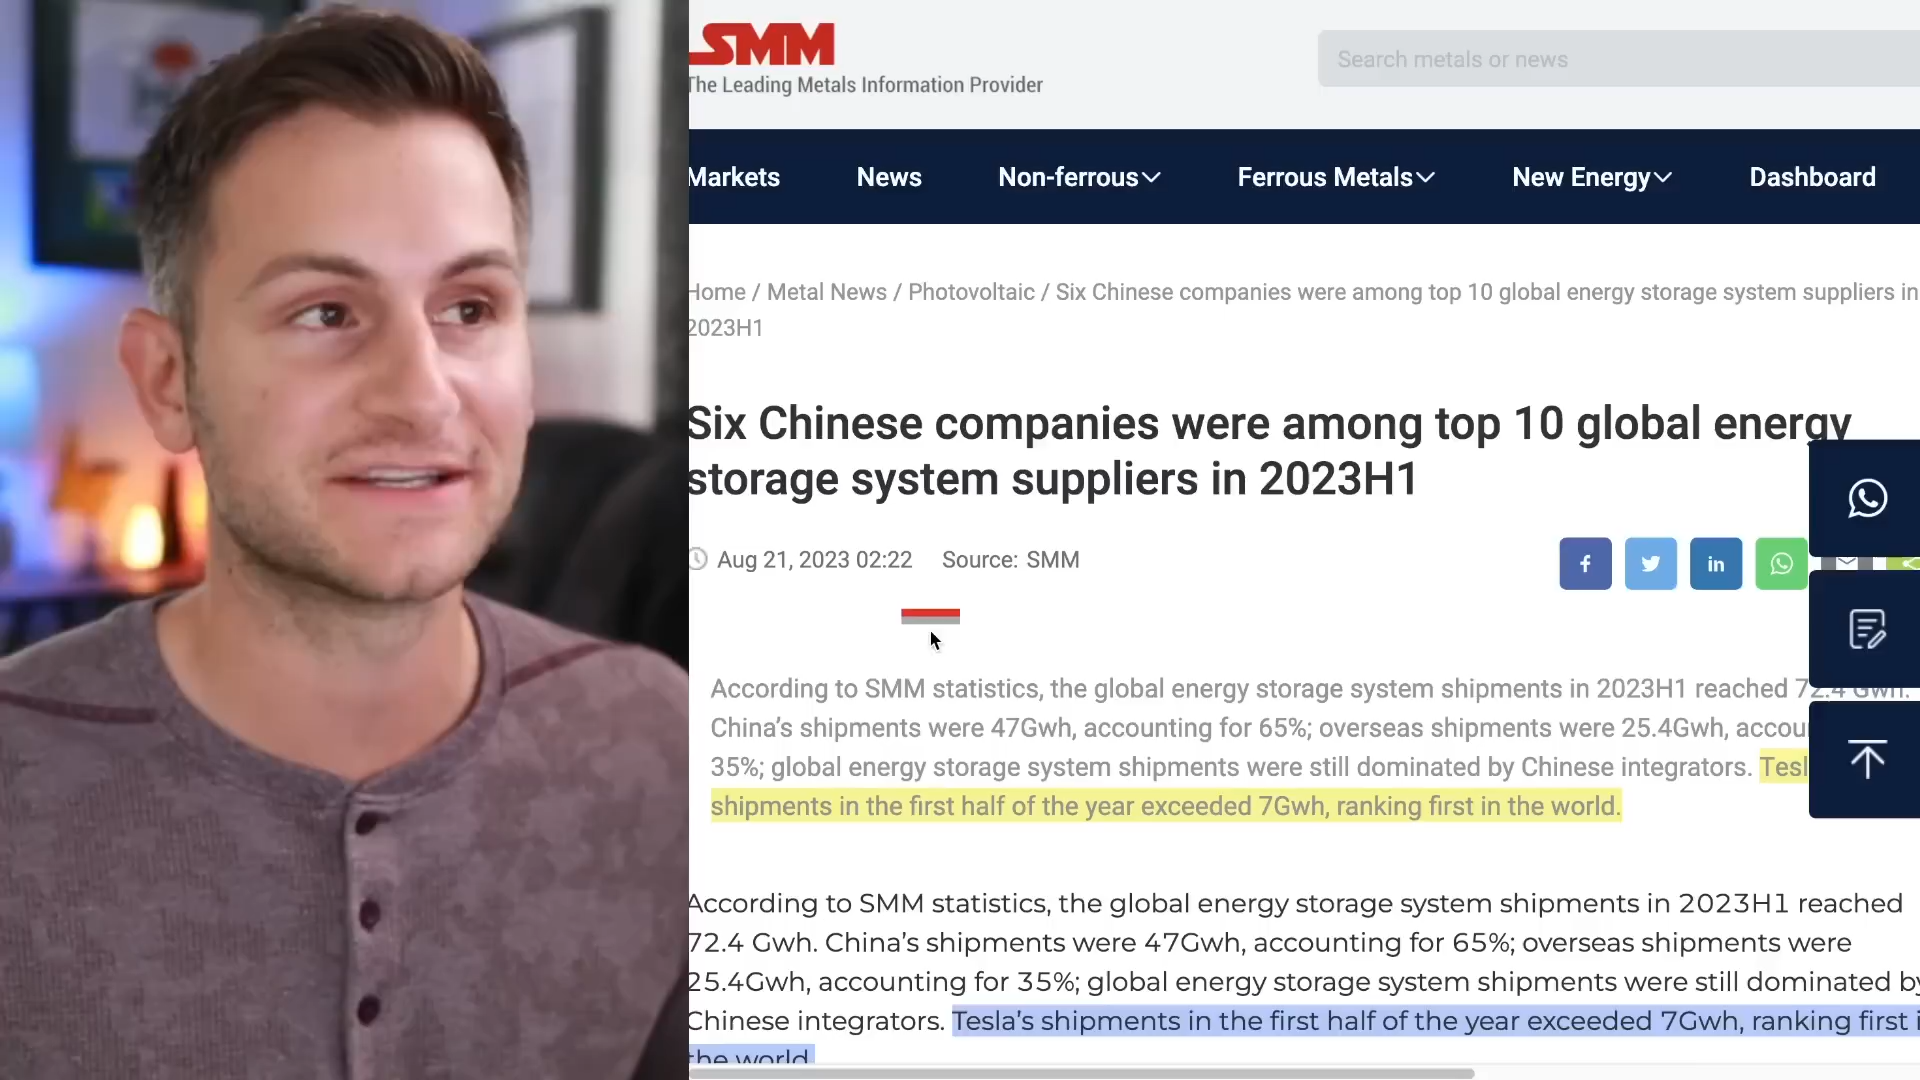 SMM
The Leading Metals Information Provider
Search metals or news
Markets News Non-ferrous Ferrous Metals New Energy Dashboard
Home / Metal News / Photovoltaic / Six Chinese companies were among top 10 global energy storage system suppliers in
2023H1
Six Chinese companies were among top 10 global energy
storage system suppliers in 2023H1
Aug 21, 2023 02:22 Source: SMM
f in
According to SMM statistics, the global energy storage system shipments in 2023H1 reached 72.4 Gwh.
China's shipments were 47Gwh, accounting for 65%; overseas shipments were 25.4Gwh,
35%; global energy storage system shipments were still dominated by Chinese integrators.
shipments in the first half of the year exceeded 7Gwh, ranking first in the world.
According to SMM statistics, the global energy storage system shipments in 2023H1 reached
72.4 Gwh. China's shipments were 47Gwh, accounting for 65%; overseas shipments were
25.4Gwh, accounting for 35%; global energy storage system shipments were still dominated by
Chinese integrators. Tesla's shipments in the first half of the year exceeded 7Gwh, ranking first
the world